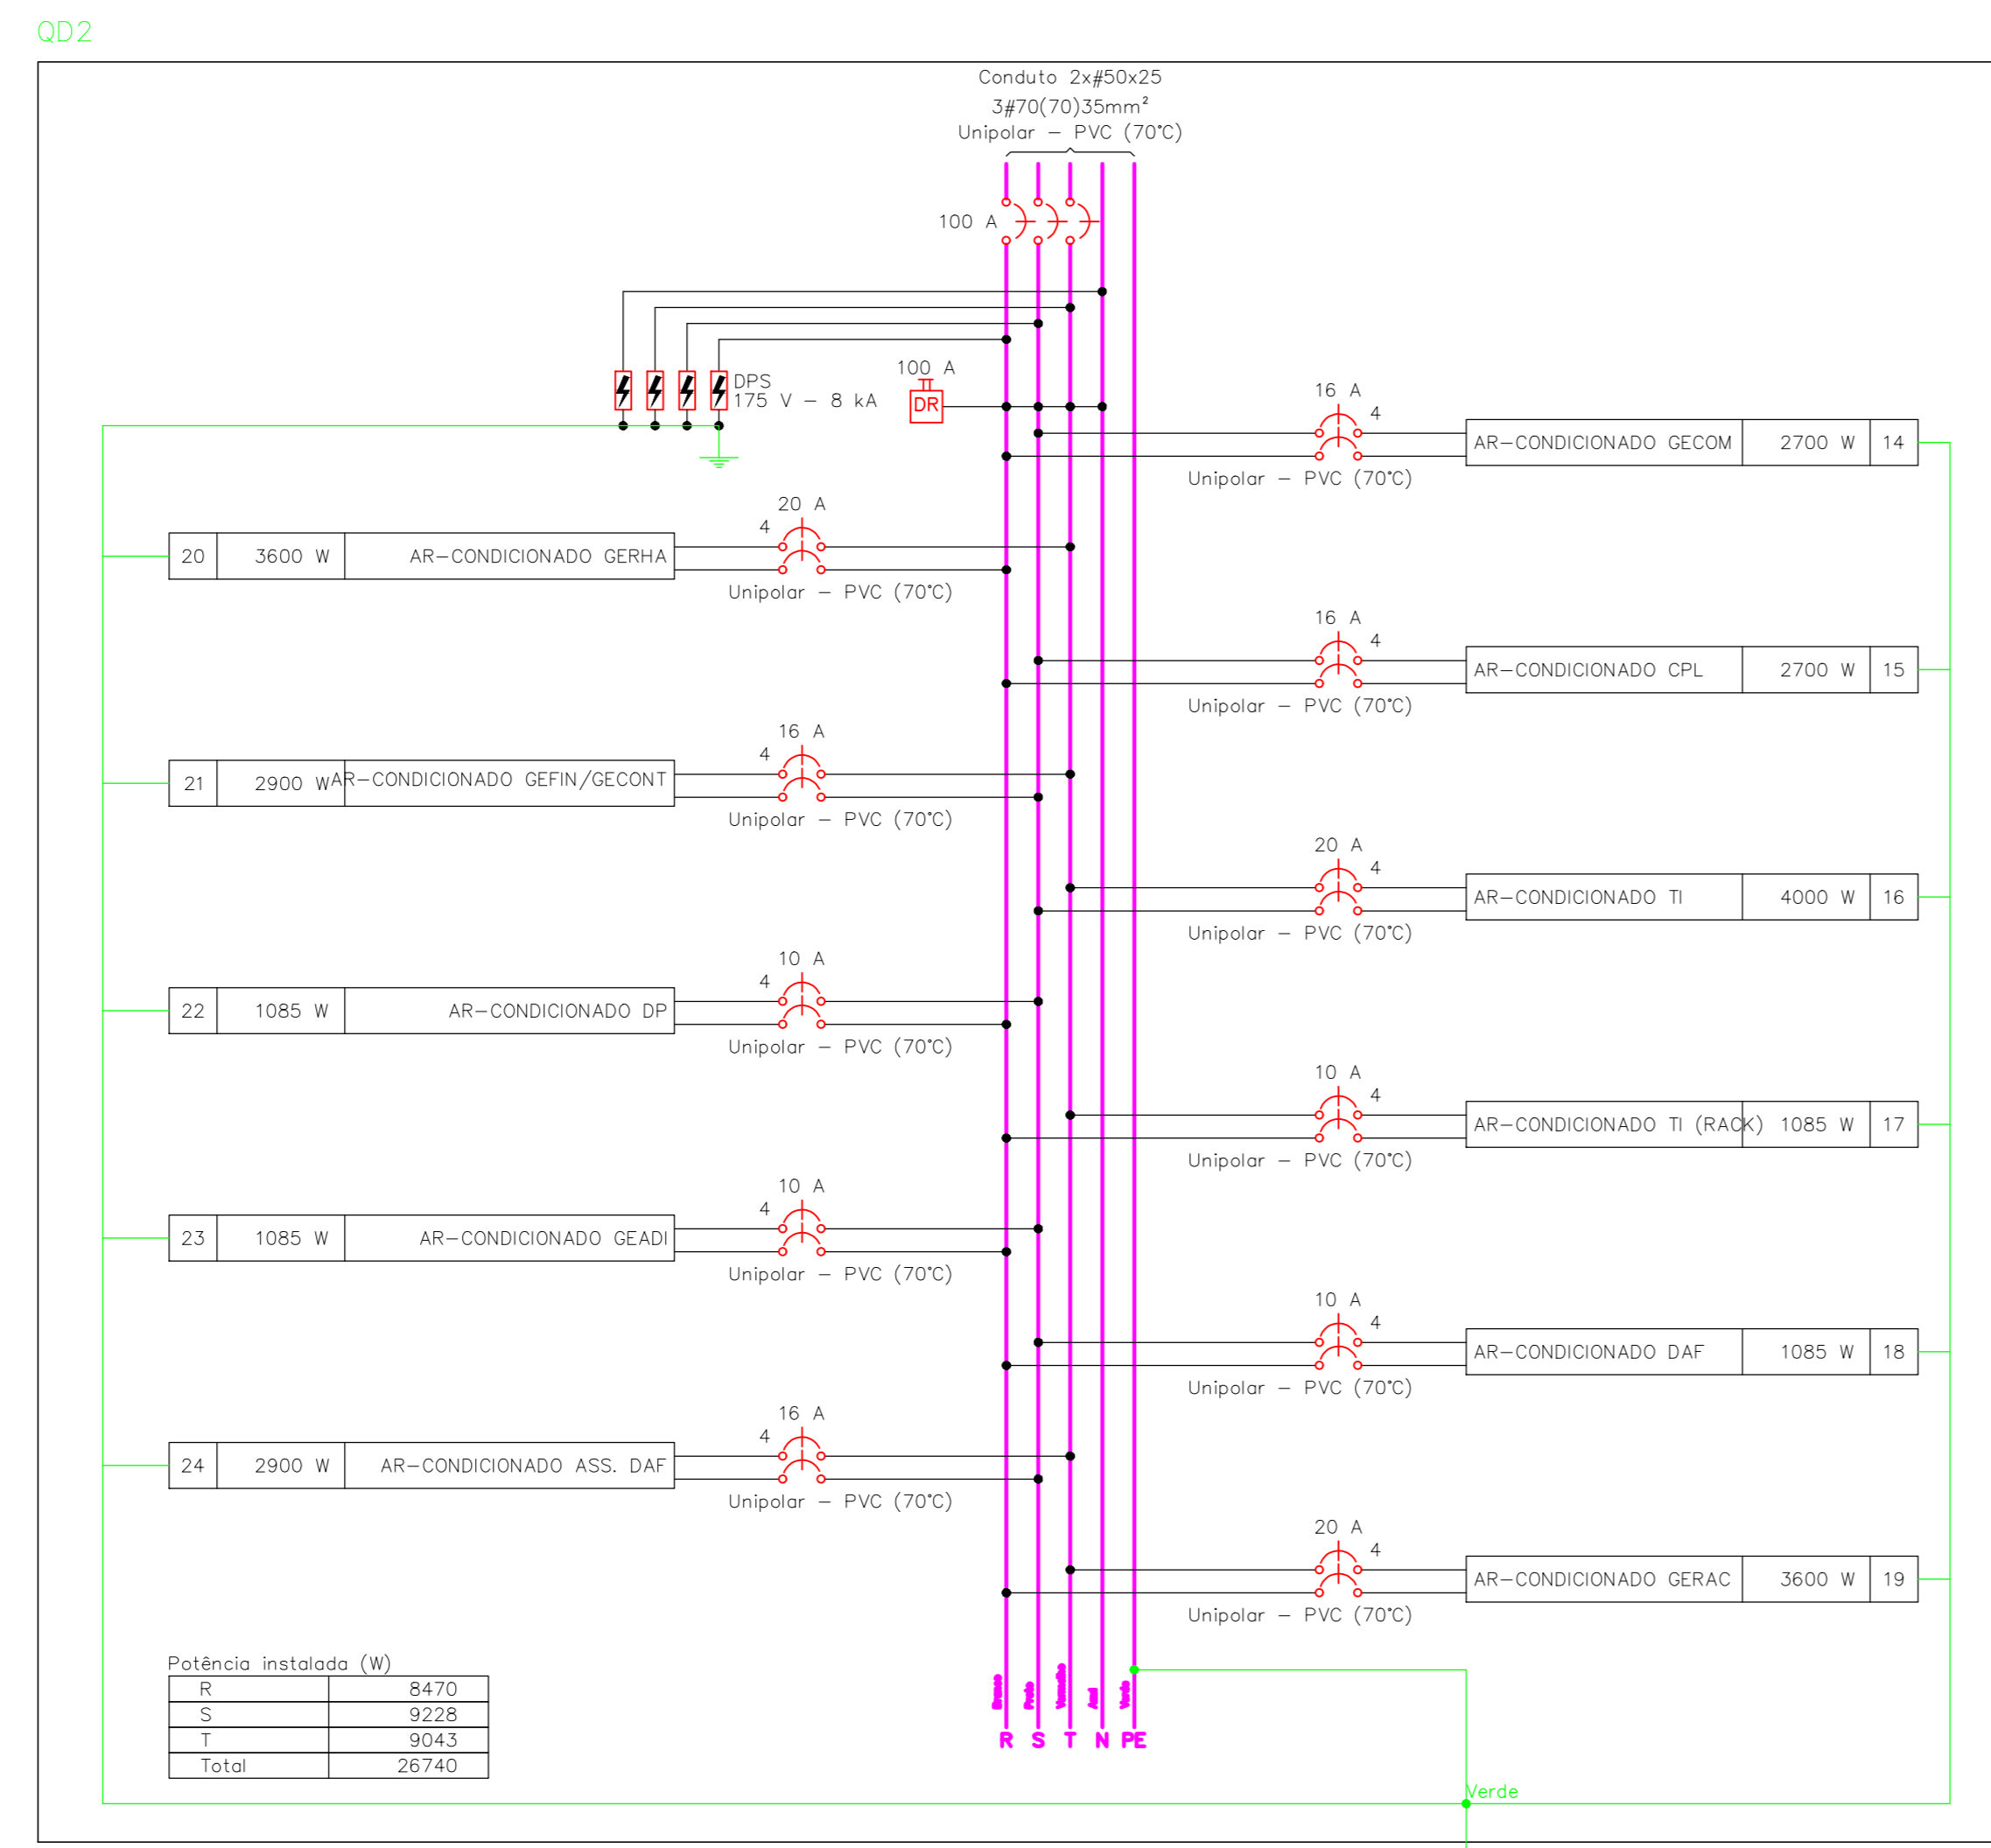 QD2
Conduto 2x#50x25
3#70(70)35mm²
Unipolar – PVC (70°C)
100 A
100 A
DPS
175 V – 8 kA
DR
16 A
4
AR–CONDICIONADO GECOM 2700 W 14
Unipolar – PVC (70°C)
20 A
4
20 3600 W AR–CONDICIONADO GERHA
Unipolar – PVC (70°C)
16 A
4
AR–CONDICIONADO CPL 2700 W 15
Unipolar – PVC (70°C)
16 A
4
21 2900 W AR–CONDICIONADO GEFIN/GECONT
Unipolar – PVC (70°C)
20 A
4
AR–CONDICIONADO TI 4000 W 16
Unipolar – PVC (70°C)
10 A
4
22 1085 W AR–CONDICIONADO DP
Unipolar – PVC (70°C)
10 A
4
AR–CONDICIONADO TI (RACK) 1085 W 17
Unipolar – PVC (70°C)
10 A
4
23 1085 W AR–CONDICIONADO GEADI
Unipolar – PVC (70°C)
10 A
4
AR–CONDICIONADO DAF 1085 W 18
Unipolar – PVC (70°C)
16 A
4
24 2900 W AR–CONDICIONADO ASS. DAF
Unipolar – PVC (70°C)
20 A
4
AR–CONDICIONADO GERAC 3600 W 19
Unipolar – PVC (70°C)
Potência instalada (W)
R 8470
S 9228
T 9043
Total 26740
Branco Preto Vermelho Azul Verde
R S T N PE
Verde